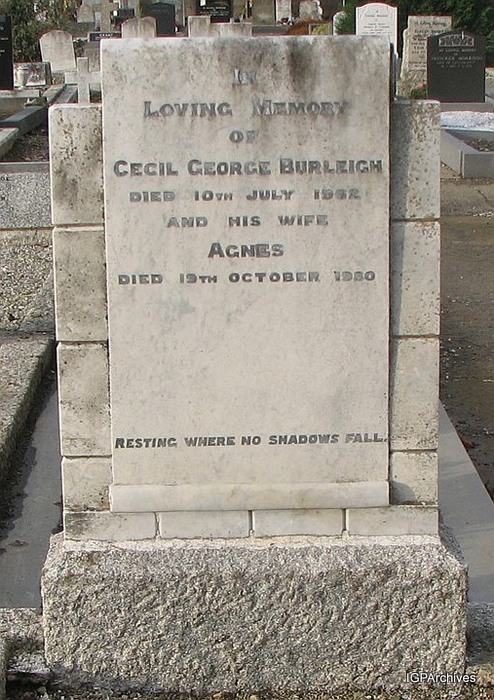 In
Loving Memory
of
Cecil George Burleigh
died 10th July 1962
and his wife
Agnes
died 19th October 1980
Resting where no shadows fall.
IGPArchives